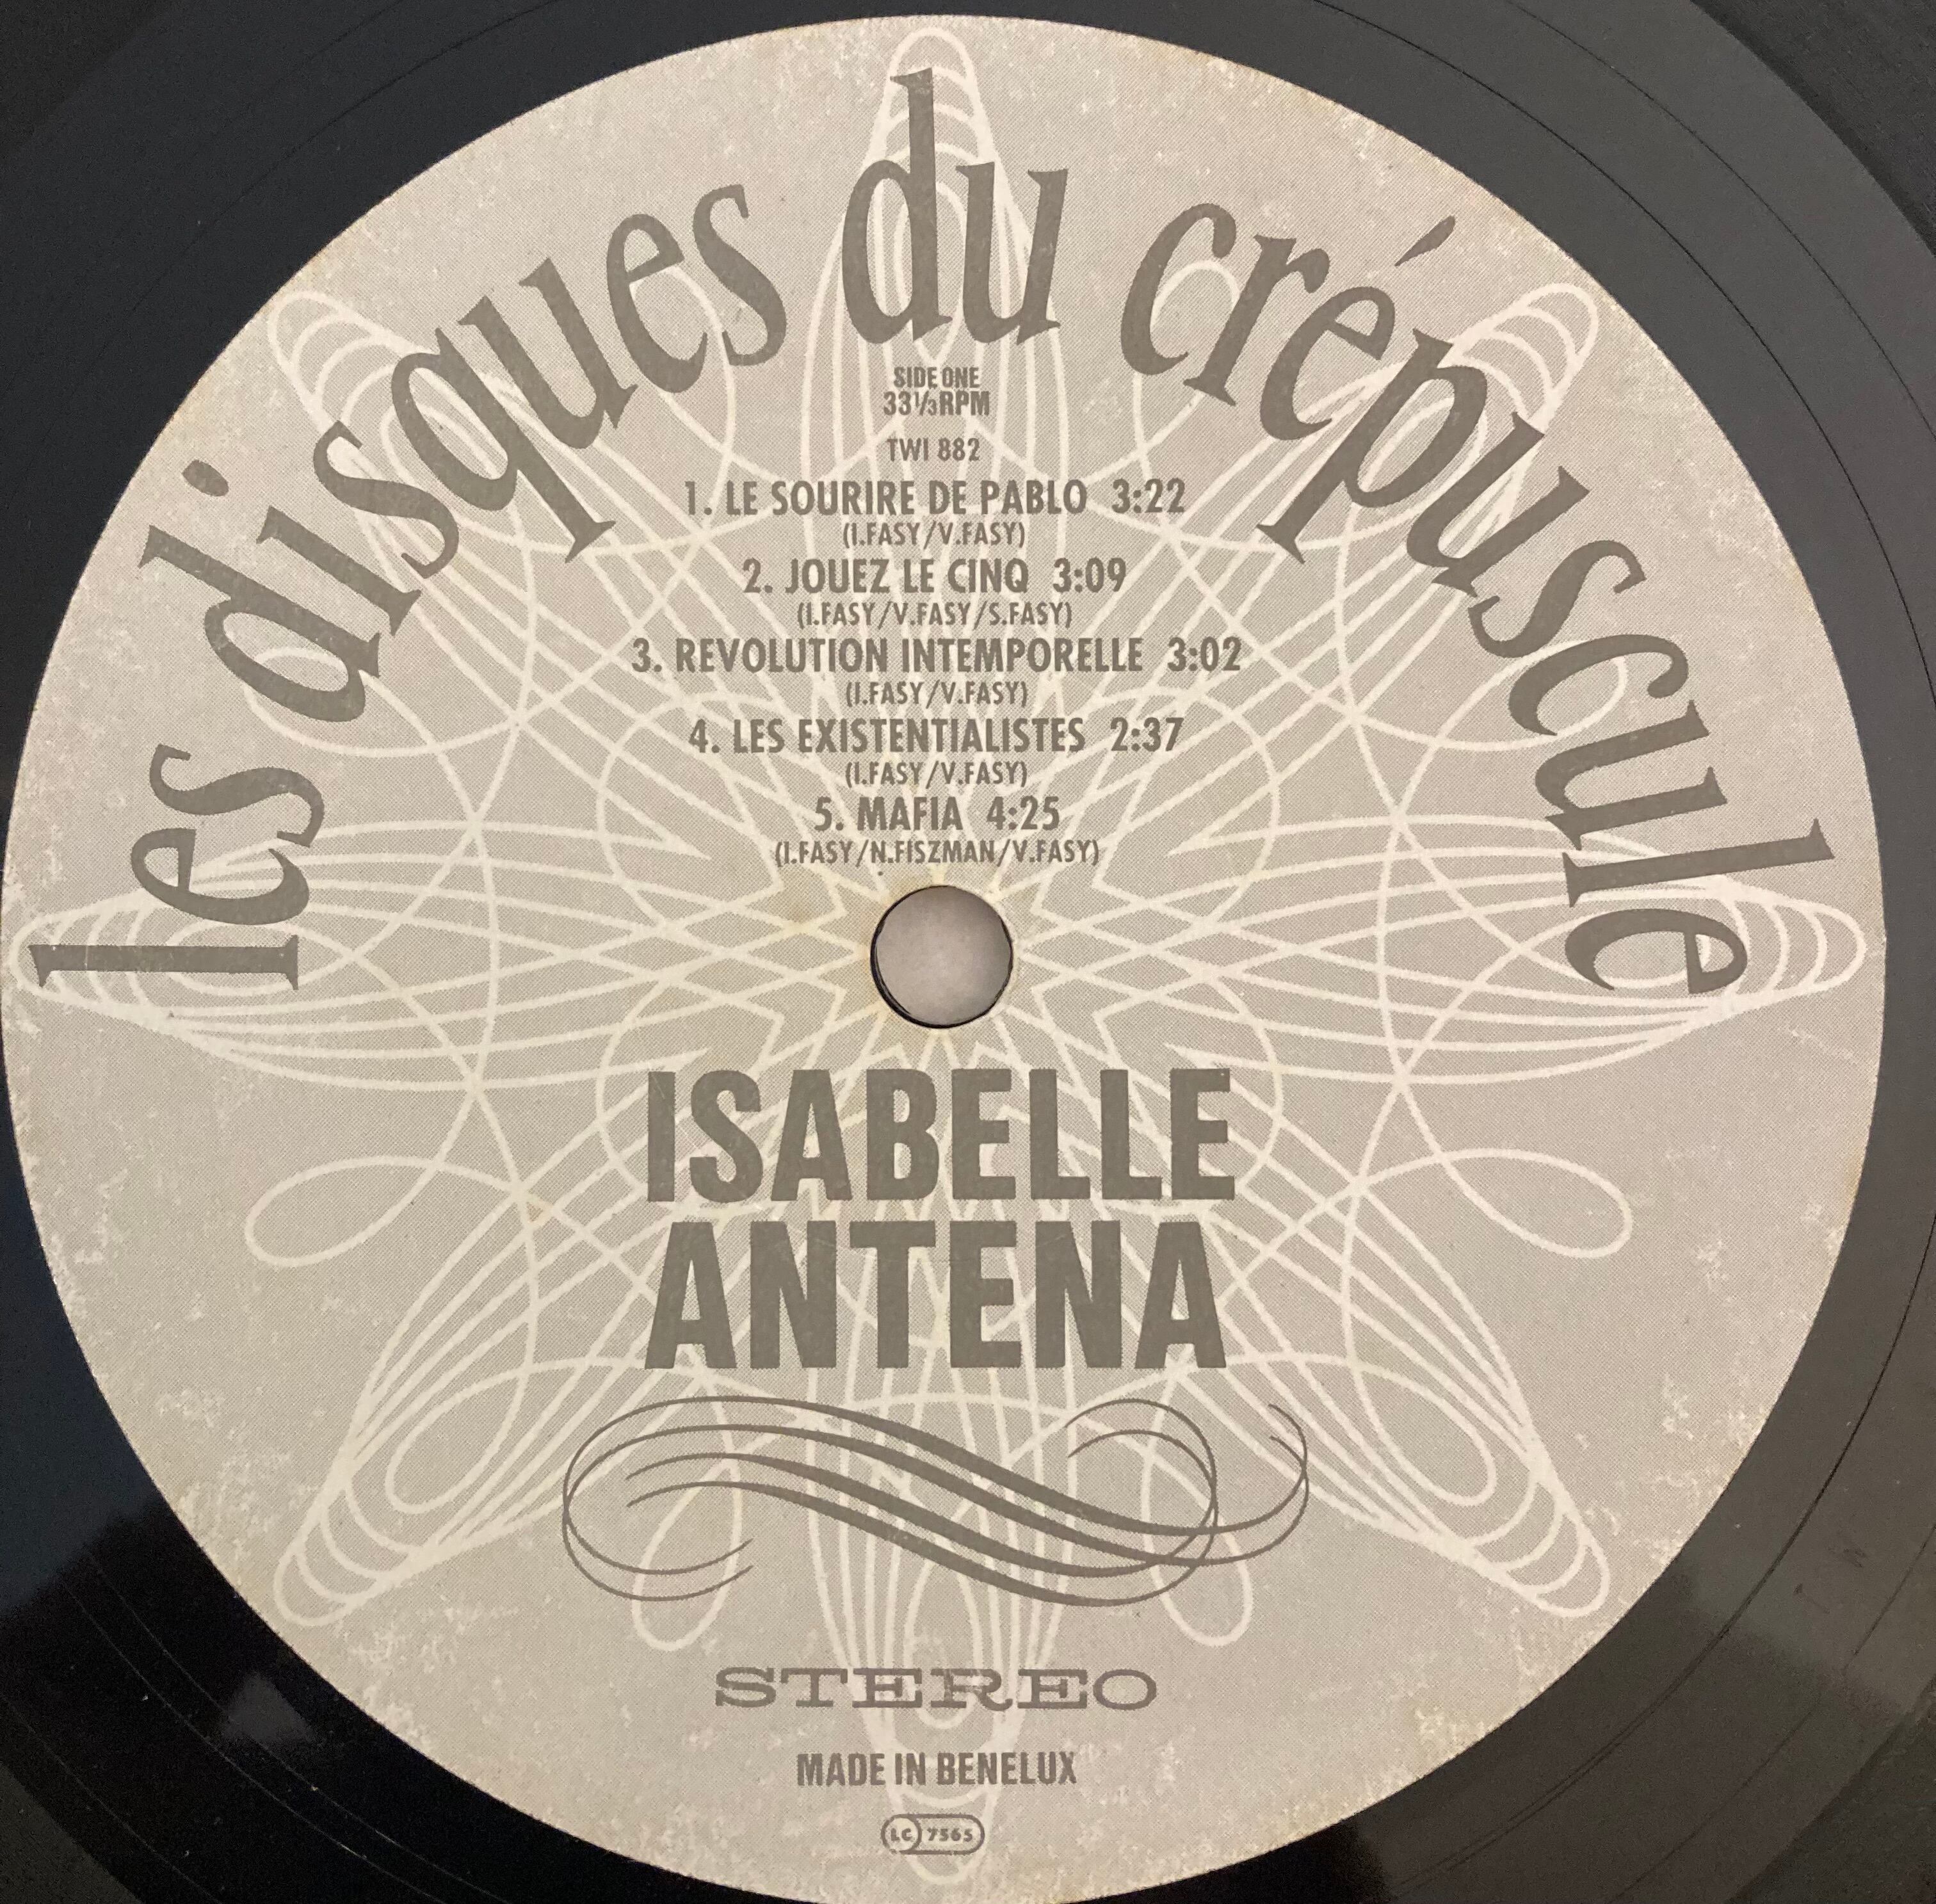 les disques du crépuscule
SIDE ONE
33⅓RPM
TWI 882
1. LE SOURIRE DE PABLO 3:22
(I.FASY/V.FASY)
2. JOUEZ LE CINQ 3:09
(I.FASY/V.FASY/S.FASY)
3. REVOLUTION INTEMPORELLE 3:02
(I.FASY/V.FASY)
4. LES EXISTENTIALISTES 2:37
(I.FASY/V.FASY)
5. MAFIA 4:25
(I.FASY/N.FISZMAN/V.FASY)
ISABELLE
ANTENA
STEREO
MADE IN BENELUX
LC 7565